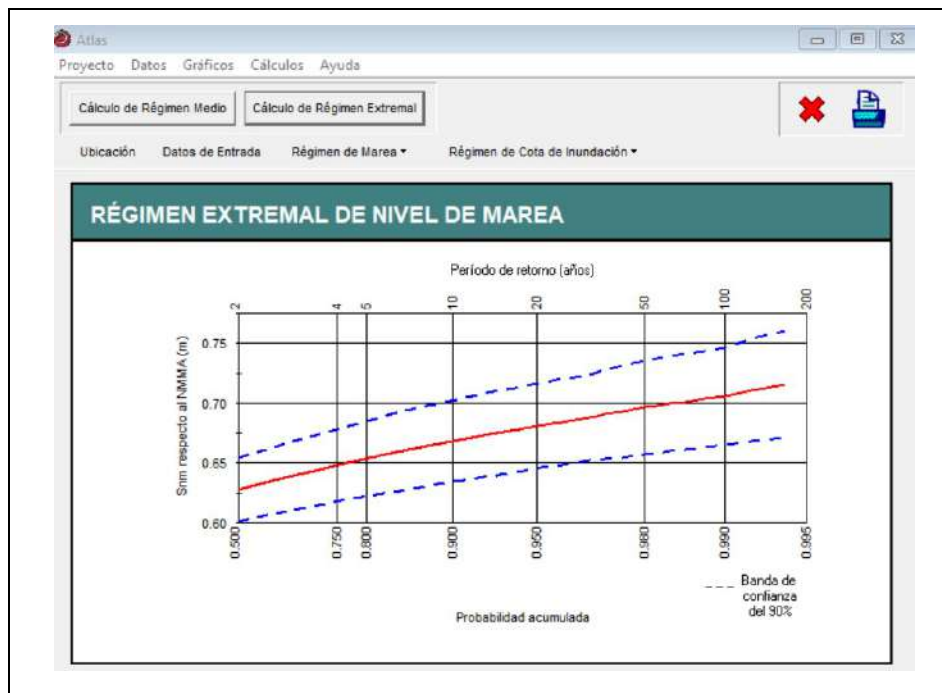 Atlas
Proyecto Datos Gráficos Cálculos Ayuda
Cálculo de Régimen Medio Cálculo de Régimen Extremal
Ubicación Datos de Entrada Régimen de Marea Régimen de Cota de Inundación
RÉGIMEN EXTREMAL DE NIVEL DE MAREA
Período de retorno (años)
2 4 5 10 20 50 100 200
Snm respecto al NMMA (m)
0.75
0.70
0.65
0.60
0.500 0.750 0.800 0.900 0.950 0.980 0.990 0.995
Banda de
confianza
del 90%
Probabilidad acumulada